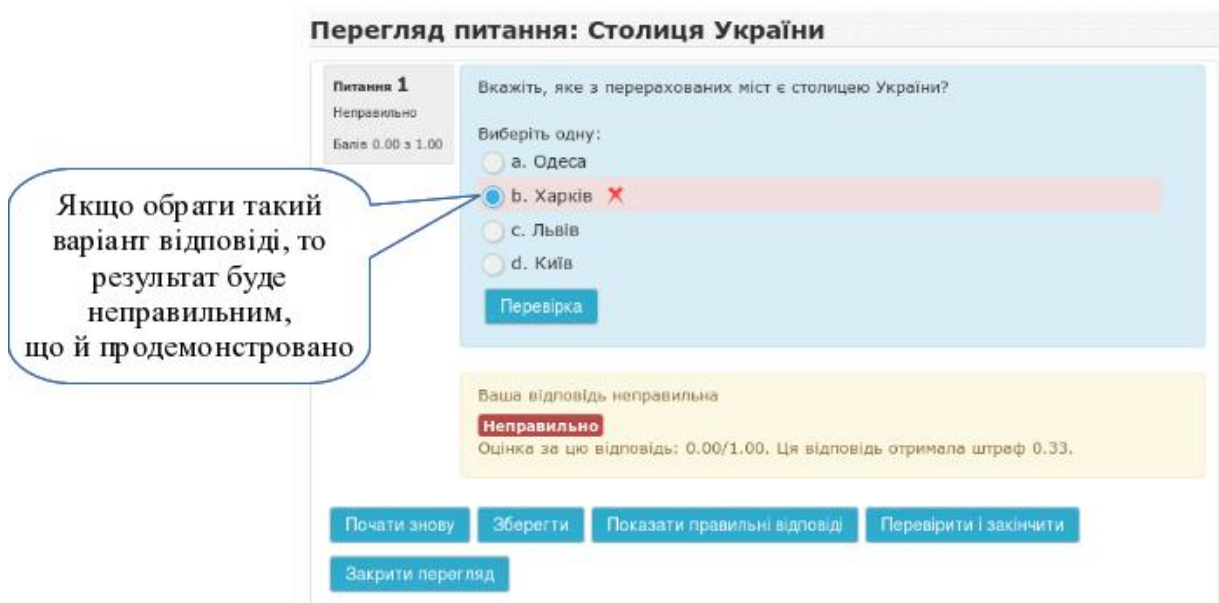 Перегляд питання: Столиця України
Питання 1
Неправильно
Балів 0.00 з 1.00
Вкажіть, яке з перерахованих міст є столицею України?
Виберіть одну:
a. Одеса
b. Харків
c. Львів
d. Київ
Перевірка
Якщо обрати такий
варіант відповіді, то
результат буде
неправильним,
що й продемонстровано
Ваша відповідь неправильна
Неправильно
Оцінка за цю відповідь: 0.00/1.00. Ця відповідь отримала штраф 0.33.
Почати знову Зберегти Показати правильні відповіді Перевірити і закінчити
Закрити перегляд